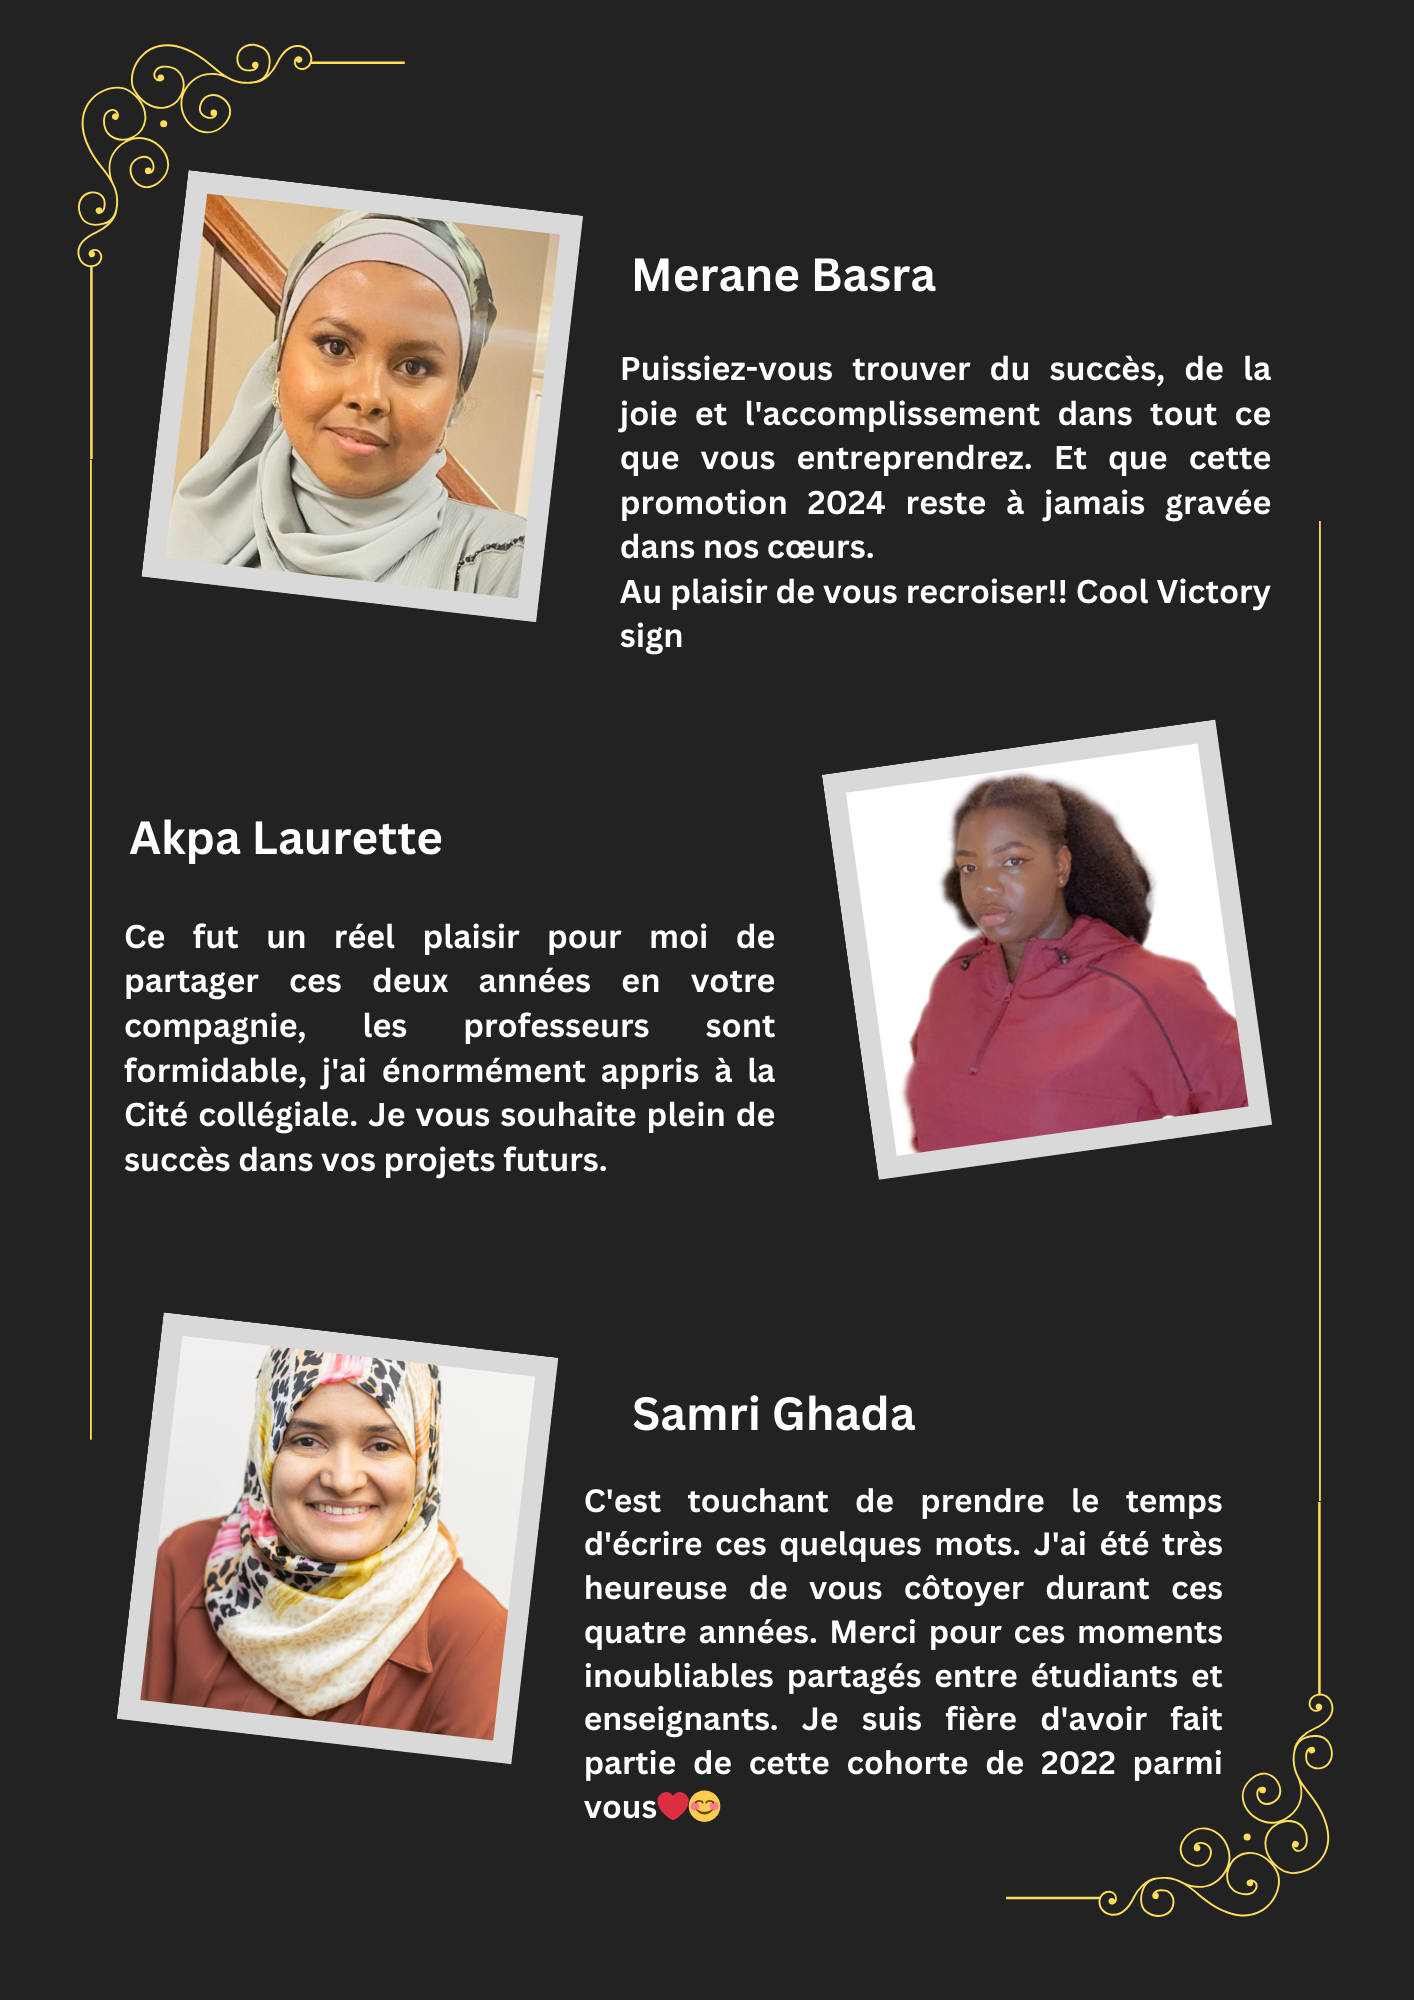 Merane Basra
Puissiez-vous trouver du succès, de la
joie et l'accomplissement dans tout ce
que vous entreprendrez. Et que cette
promotion 2024 reste à jamais gravée
dans nos cœurs.
Au plaisir de vous recroiser!! Cool Victory
sign
Akpa Laurette
Ce fut un réel plaisir pour moi de
partager ces deux années en votre
compagnie, les professeurs sont
formidable, j'ai énormément appris à la
Cité collégiale. Je vous souhaite plein de
succès dans vos projets futurs.
Samri Ghada
C'est touchant de prendre le temps
d'écrire ces quelques mots. J'ai été très
heureuse de vous côtoyer durant ces
quatre années. Merci pour ces moments
inoubliables partagés entre étudiants et
enseignants. Je suis fière d'avoir fait
partie de cette cohorte de 2022 parmi
vous❤️😊